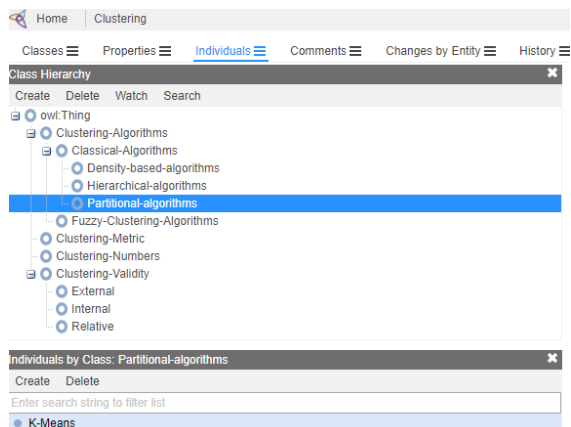 Home Clustering
Classes Properties Individuals Comments Changes by Entity History
Class Hierarchy
Create Delete Watch Search
owl:Thing
Clustering-Algorithms
Classical-Algorithms
Density-based-algorithms
Hierarchical-algorithms
Partitional-algorithms
Fuzzy-Clustering-Algorithms
Clustering-Metric
Clustering-Numbers
Clustering-Validity
External
Internal
Relative
Individuals by Class: Partitional-algorithms
Create Delete
Enter search string to filter list
K-Means